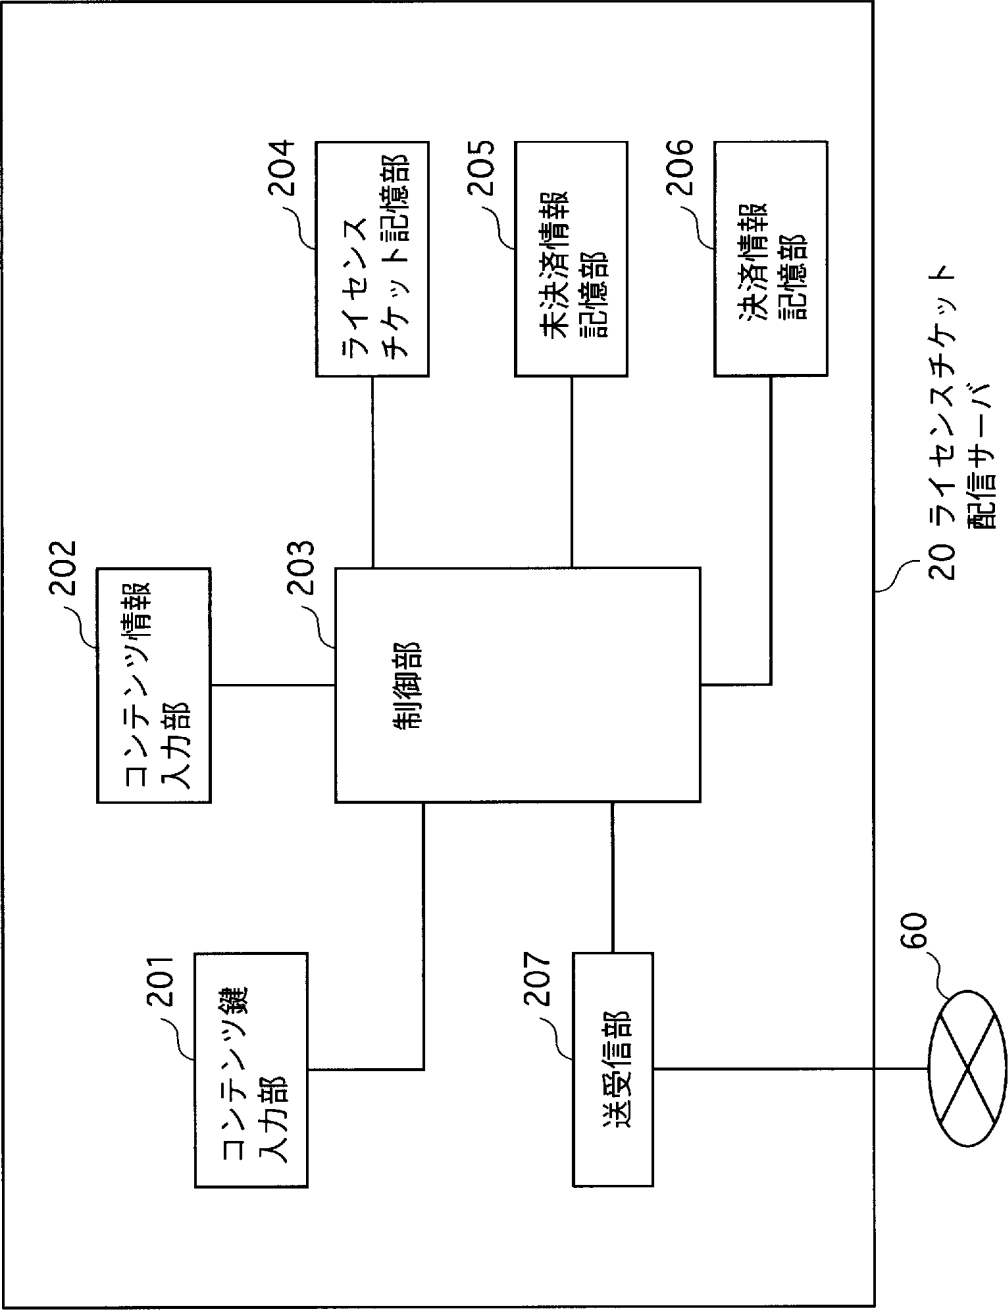 201
コンテンツ鍵
入力部
202
コンテンツ情報
入力部
203
制御部
204
ライセンス
チケット記憶部
205
未決済情報
記憶部
206
決済情報
記憶部
207
送受信部
60
20 ライセンスチケット
配信サーバ